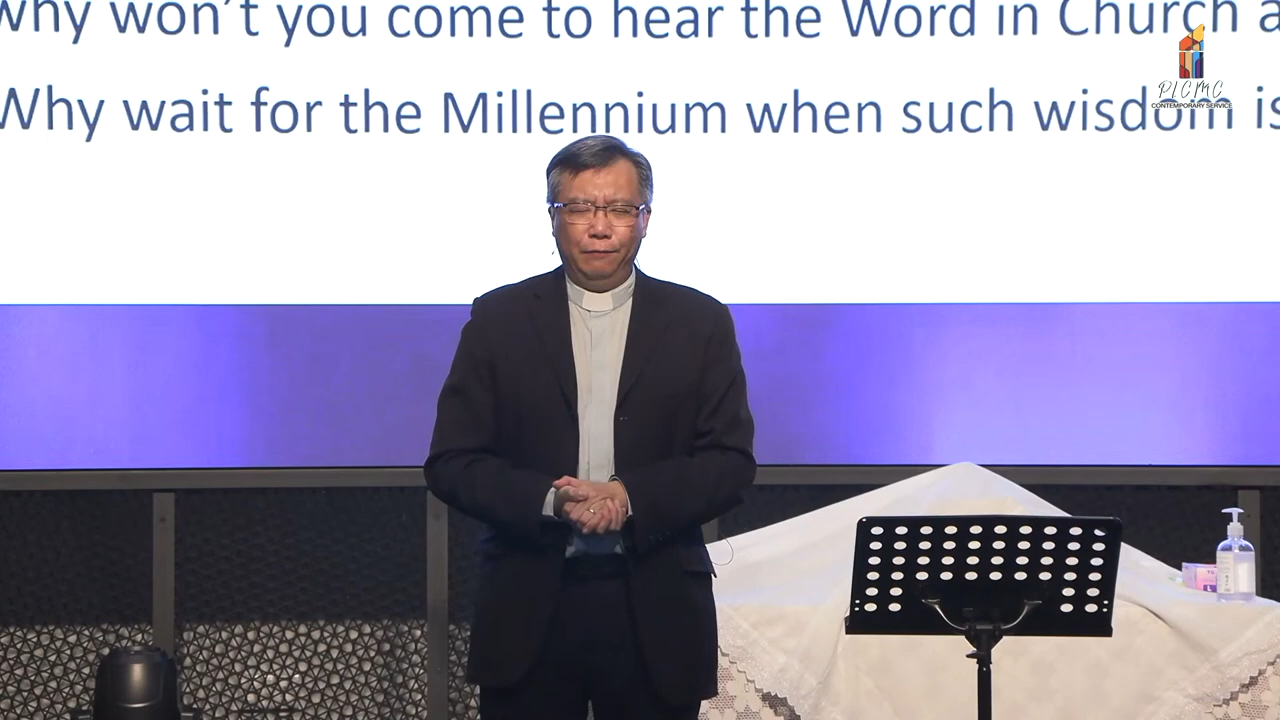 why won't you come to hear the Word in Church a
Why wait for the Millennium when such wisdom is
PLCMC
CONTEMPORARY SERVICE